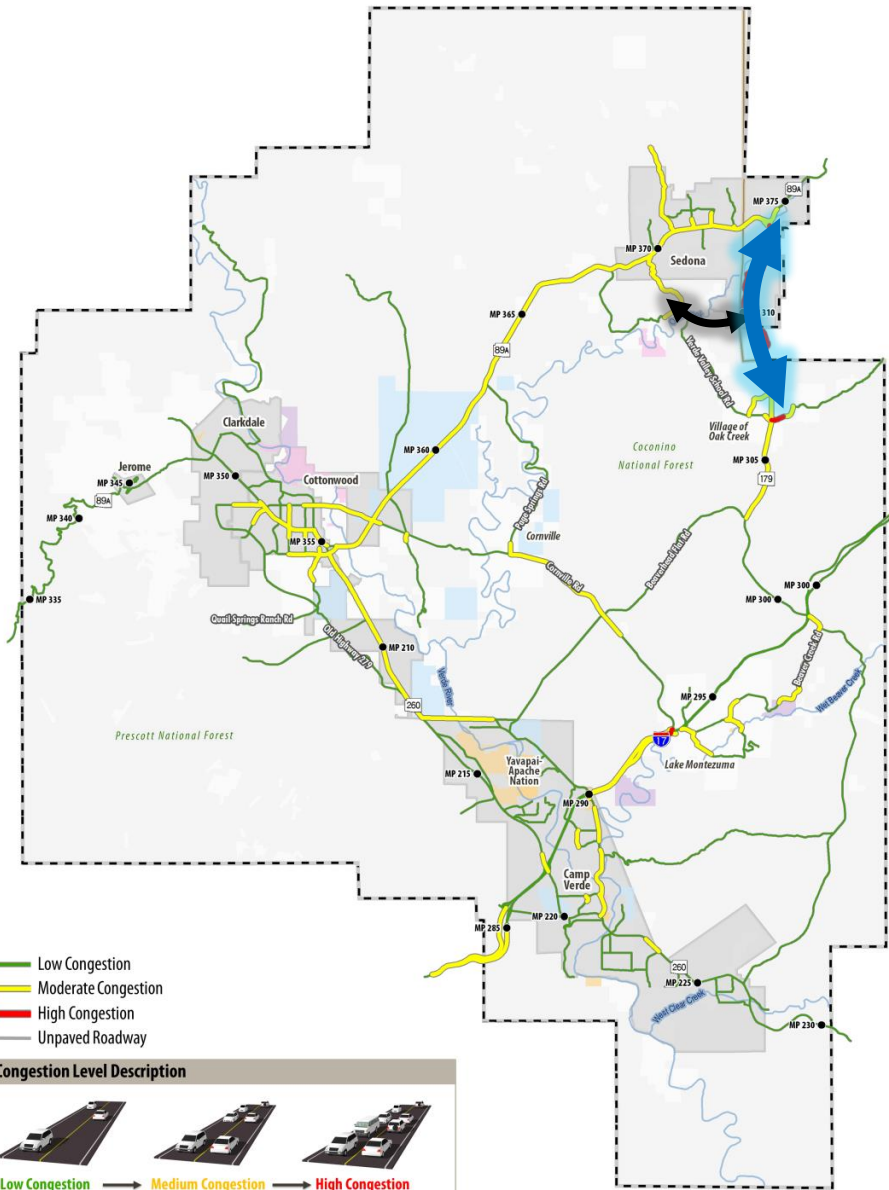 89A
MP 375
MP 370
Sedona
310
MP 365
89A
Verde Valley School Rd
Clarkdale
Village of
Oak Creek
Coconino
National Forest
MP 360
MP 305
Jerome
MP 345
MP 350
Cottonwood
179
89A
MP 340
Page Springs Rd
Cornville
MP 355
Beaverhead Flat Rd
Cornville Rd
MP 300
MP 300
MP 335
Quail Springs Ranch Rd
Old Highway 279
MP 210
Beaver Creek Rd
Verde River
Wet Beaver Creek
MP 295
260
Prescott National Forest
17
Lake Montezuma
Yavapai-
Apache
Nation
MP 215
MP 290
Camp
Verde
MP 220
MP 285
Low Congestion
Moderate Congestion
High Congestion
Unpaved Roadway
260
MP 225
West Clear Creek
MP 230
Congestion Level Description
Low Congestion
Medium Congestion
High Congestion